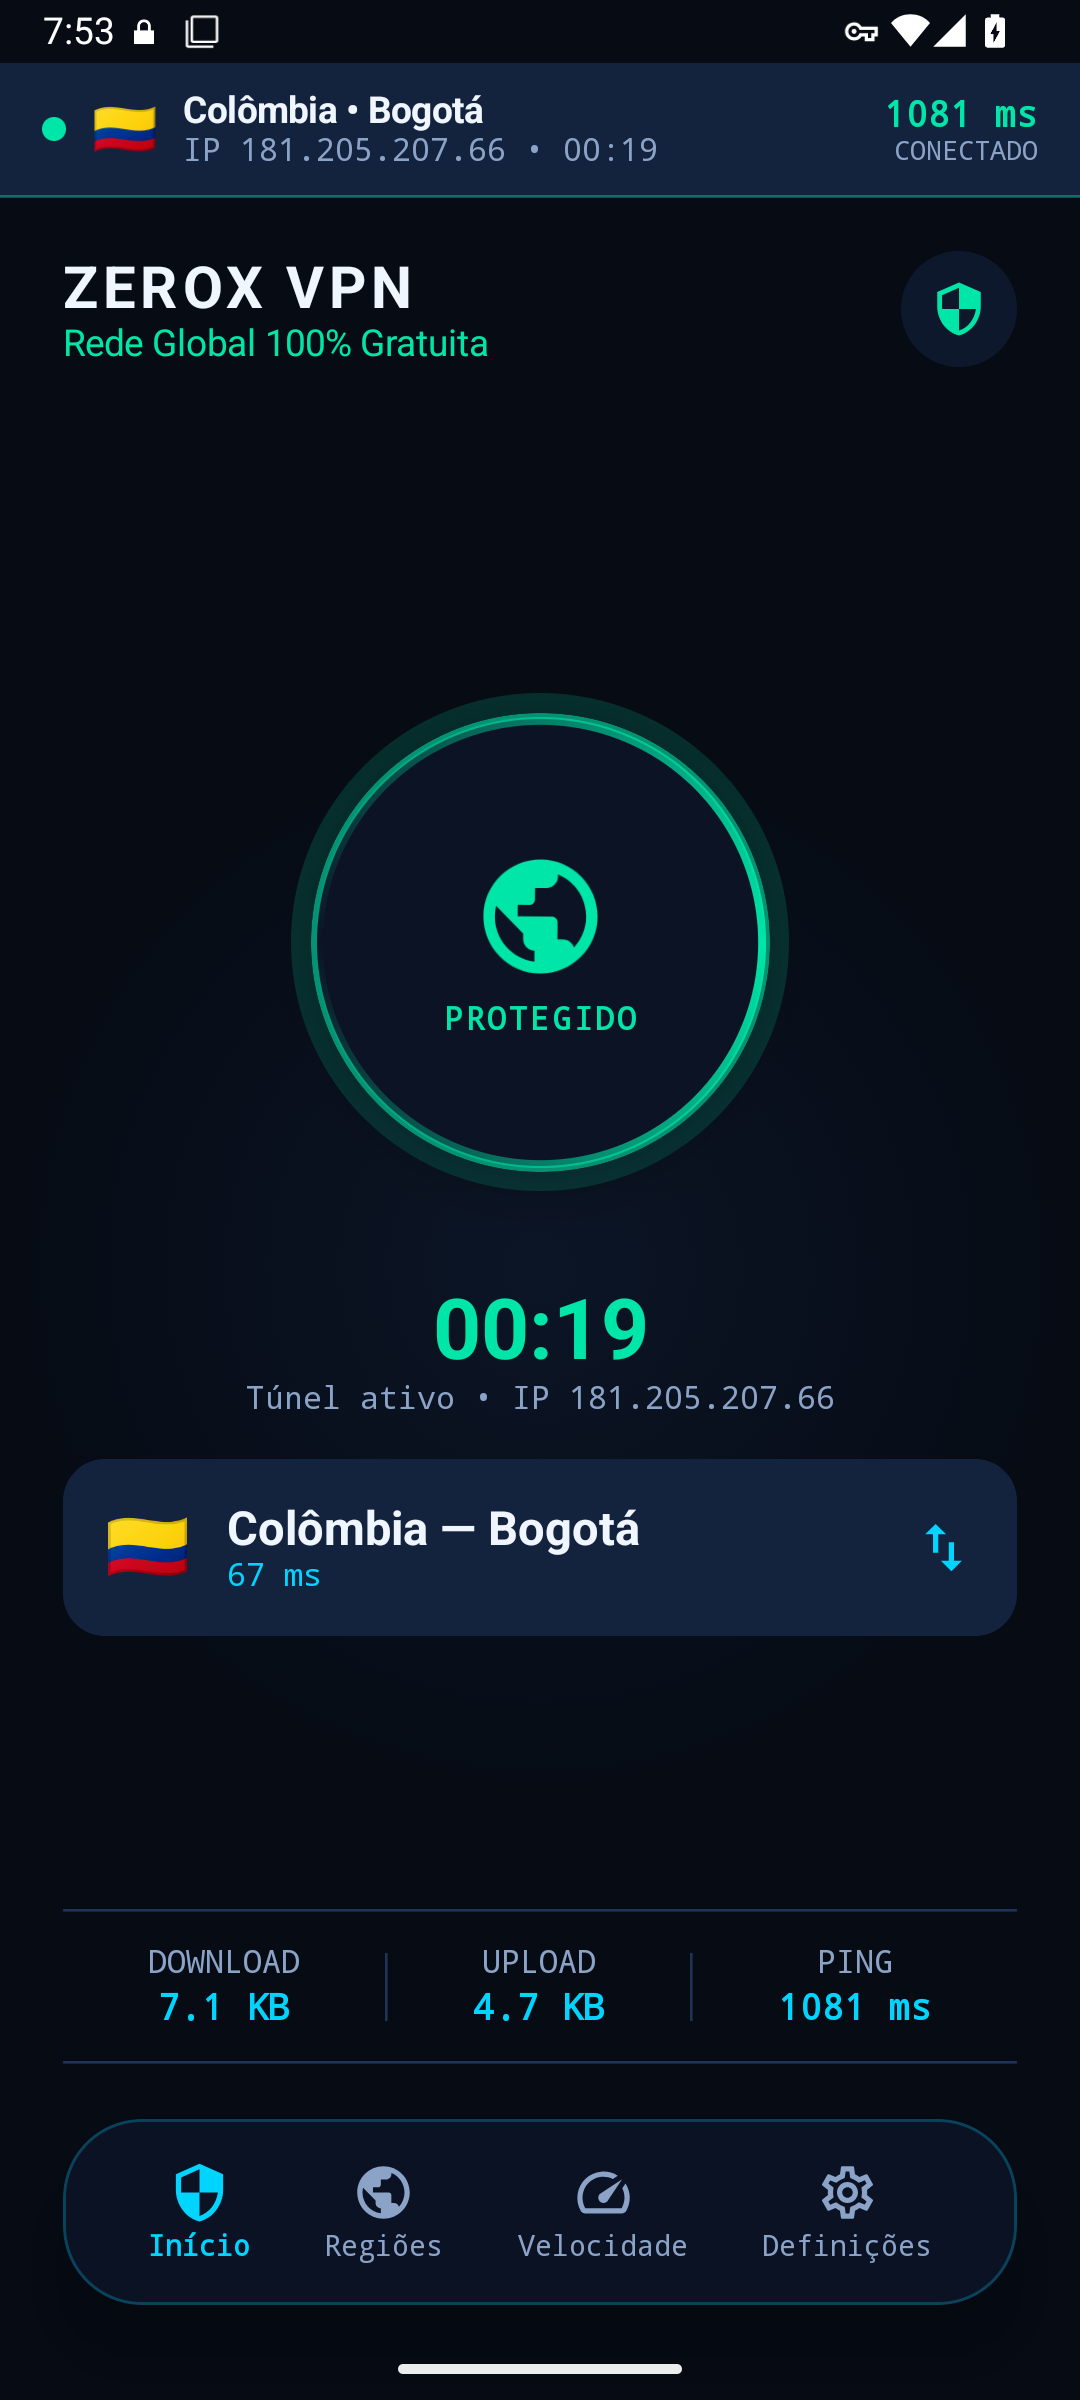 7:53
Colômbia • Bogotá
IP 181.205.207.66 • 00:19
1081 ms
CONECTADO
ZEROX VPN
Rede Global 100% Gratuita
PROTEGIDO
00:19
Túnel ativo • IP 181.205.207.66
Colômbia — Bogotá
67 ms
DOWNLOAD UPLOAD PING
7.1 KB 4.7 KB 1081 ms
Início Regiões Velocidade Definições